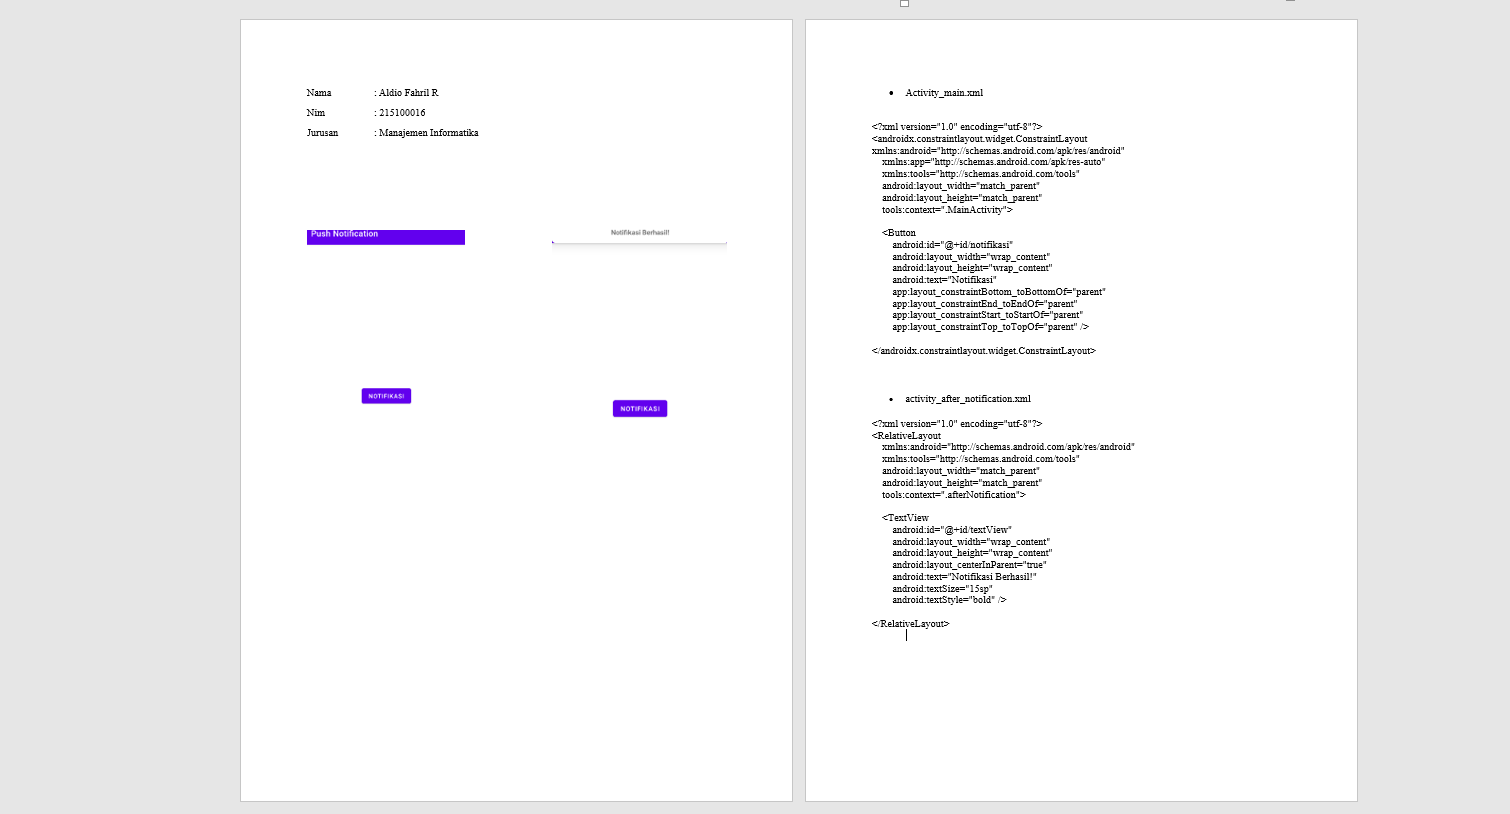 Nama : Aldio Fahril R
Nim : 215100016
Jurusan : Manajemen Informatika
Push Notification
Notifikasi Berhasil!
NOTIFIKASI
NOTIFIKASI
• Activity_main.xml
<?xml version="1.0" encoding="utf-8"?>
<androidx.constraintlayout.widget.ConstraintLayout
xmlns:android="http://schemas.android.com/apk/res/android"
xmlns:app="http://schemas.android.com/apk/res-auto"
xmlns:tools="http://schemas.android.com/tools"
android:layout_width="match_parent"
android:layout_height="match_parent"
tools:context=".MainActivity">
<Button
android:id="@+id/notifikasi"
android:layout_width="wrap_content"
android:layout_height="wrap_content"
android:text="Notifikasi"
app:layout_constraintBottom_toBottomOf="parent"
app:layout_constraintEnd_toEndOf="parent"
app:layout_constraintStart_toStartOf="parent"
app:layout_constraintTop_toTopOf="parent" />
</androidx.constraintlayout.widget.ConstraintLayout>
• activity_after_notification.xml
<?xml version="1.0" encoding="utf-8"?>
<RelativeLayout
xmlns:android="http://schemas.android.com/apk/res/android"
xmlns:tools="http://schemas.android.com/tools"
android:layout_width="match_parent"
android:layout_height="match_parent"
tools:context=".afterNotification">
<TextView
android:id="@+id/textView"
android:layout_width="wrap_content"
android:layout_height="wrap_content"
android:layout_centerInParent="true"
android:text="Notifikasi Berhasil!"
android:textSize="15sp"
android:textStyle="bold" />
</RelativeLayout>